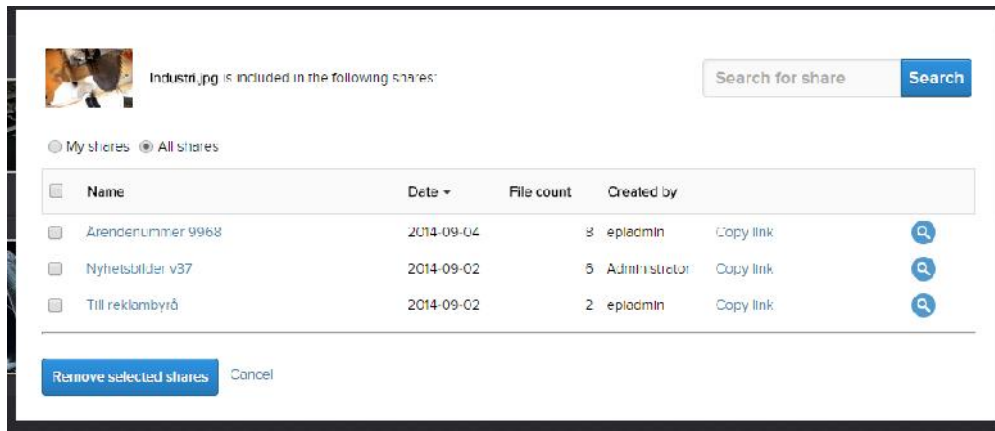 Industri.jpg is included in the following shares:
Search for share Search
My shares All shares
Name Date File count Created by
Ärendenummer 9968 2014-09-04 8 epiadmin Copy link
Nyhetsbilder v37 2014-09-02 6 Administrator Copy link
Till reklambyrå 2014-09-02 2 epiadmin Copy link
Remove selected shares Cancel